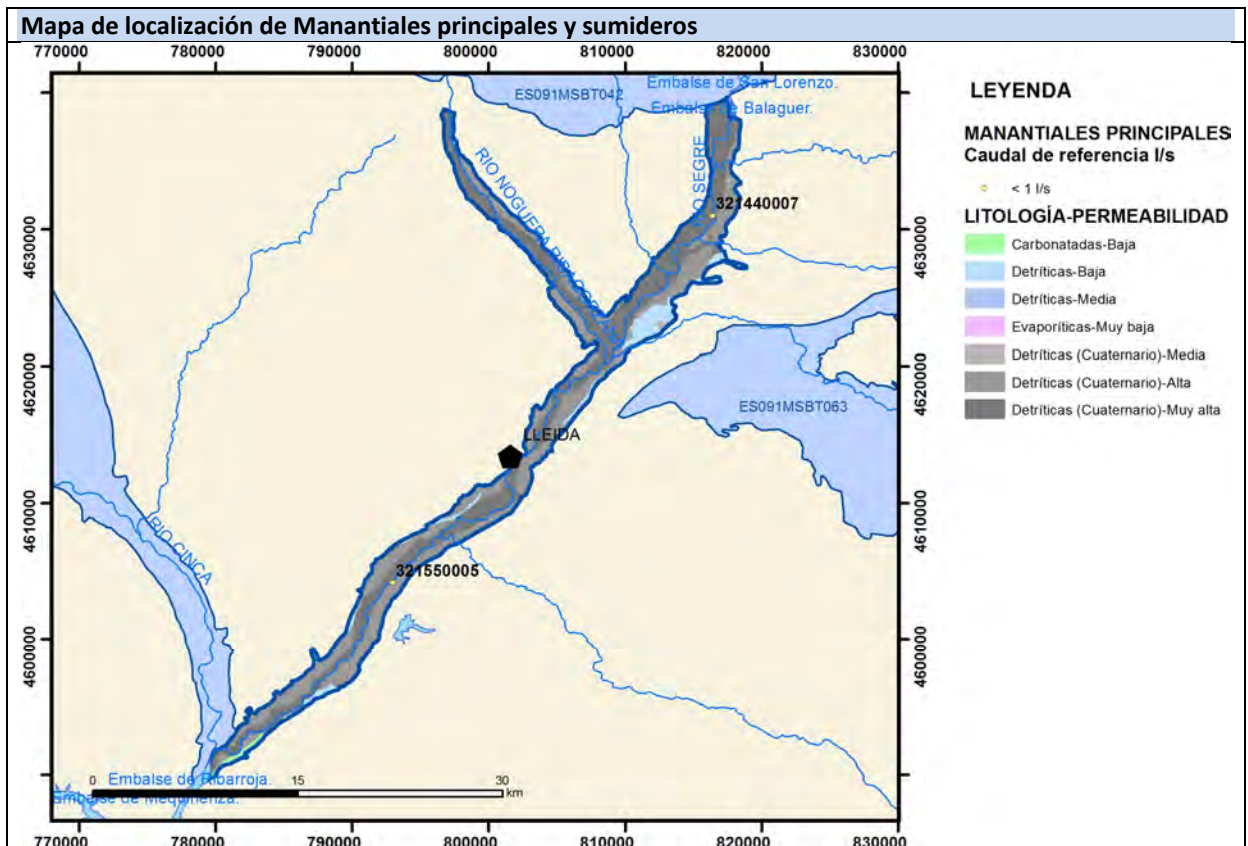 Mapa de localización de Manantiales principales y sumideros
770000 780000 790000 800000 810000 820000 830000
Embalse de San Lorenzo.
ES091MSBT042
Embalse de Balaguer.
RIO NOGUERA RIBAGORZANA
SEGRE
321440007
4630000 4630000
4620000 4620000
ES091MSBT063
LLEIDA
4610000 4610000
RIO CINCA
321550005
4600000 4600000
0 15 30
km
Embalse de Ribarroja.
Embalse de Mequinenza.
770000 780000 790000 800000 810000 820000 830000
LEYENDA
MANANTIALES PRINCIPALES
Caudal de referencia l/s
< 1 l/s
LITOLOGÍA-PERMEABILIDAD
Carbonatadas-Baja
Detríticas-Baja
Detríticas-Media
Evaporíticas-Muy baja
Detríticas (Cuaternario)-Media
Detríticas (Cuaternario)-Alta
Detríticas (Cuaternario)-Muy alta